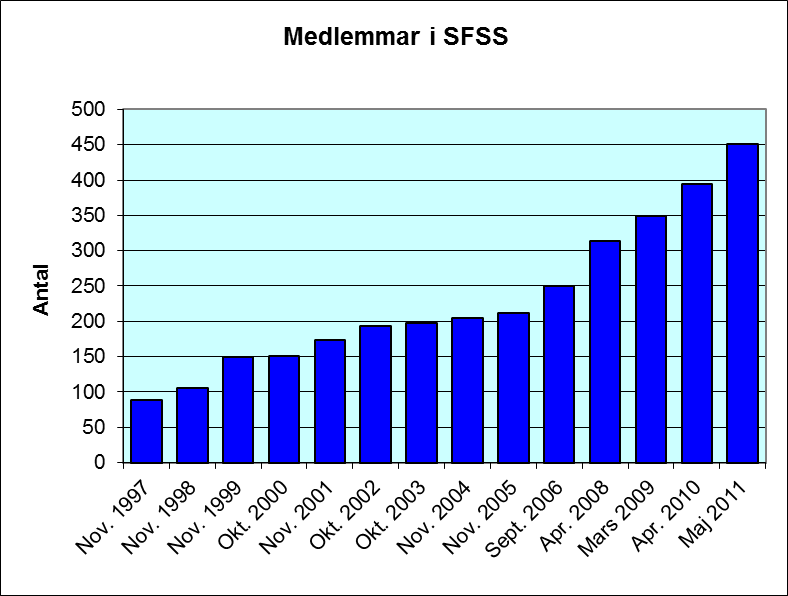 Medlemmar i SFSS
Antal
500
450
400
350
300
250
200
150
100
50
0
Nov. 1997
Nov. 1998
Nov. 1999
Okt. 2000
Nov. 2001
Okt. 2002
Okt. 2003
Nov. 2004
Nov. 2005
Sept. 2006
Apr. 2008
Mars 2009
Apr. 2010
Maj 2011